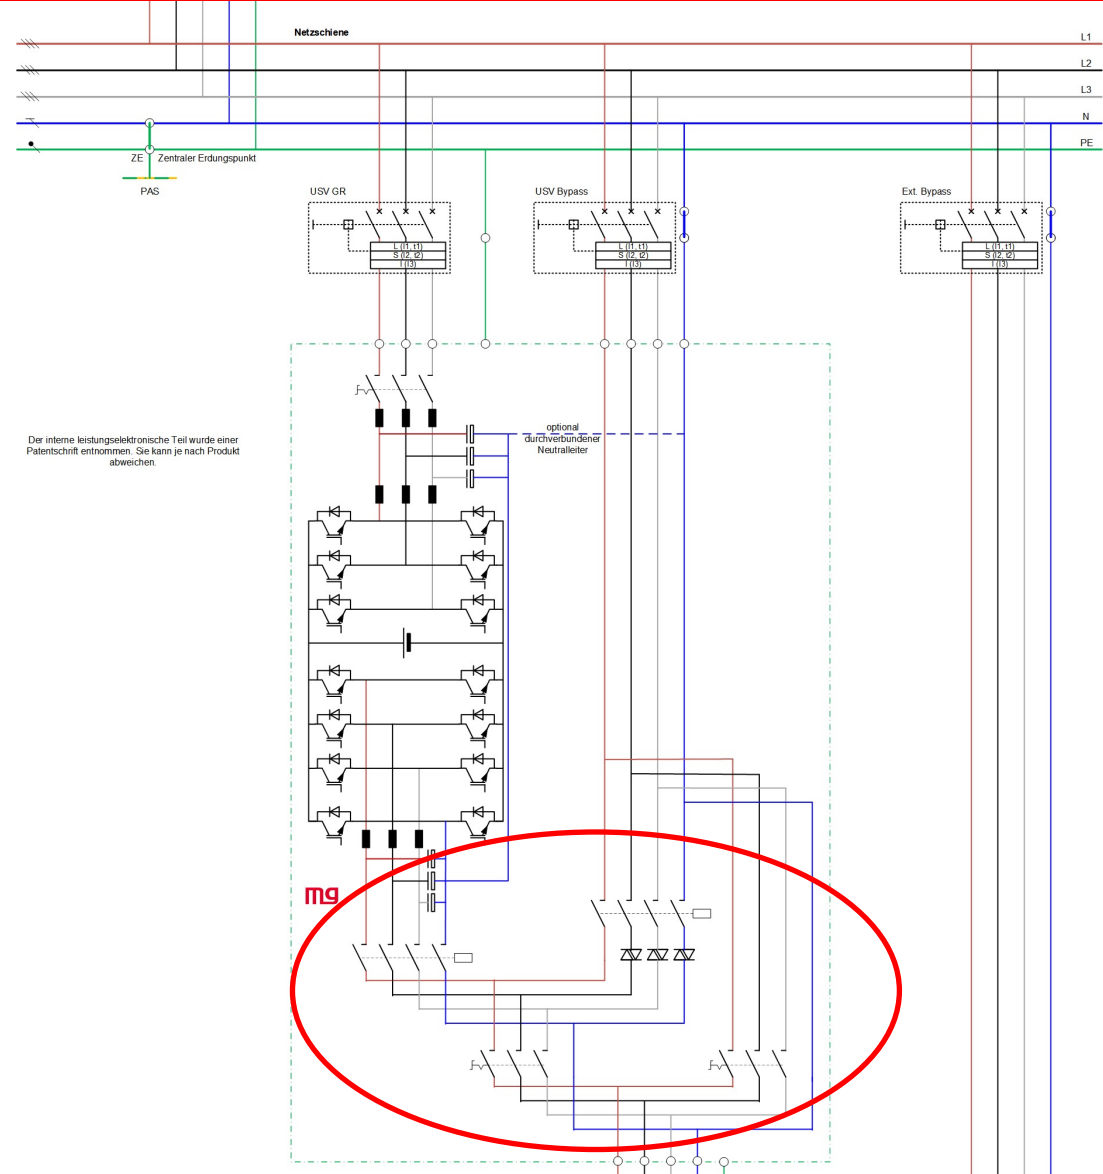 Netzschiene
L1
L2
L3
N
PE
ZE
Zentraler Erdungspunkt
PAS
USV GR
USV Bypass
Ext. Bypass
L (I1, t1)
S (I2, t2)
I (I3)
L (I1, t1)
S (I2, t2)
I (I3)
L (I1, t1)
S (I2, t2)
I (I3)
Der interne leistungselektronische Teil wurde einer
Patentschrift entnommen. Sie kann je nach Produkt
abweichen.
optional
durchverbundener
Neutralleiter
mg